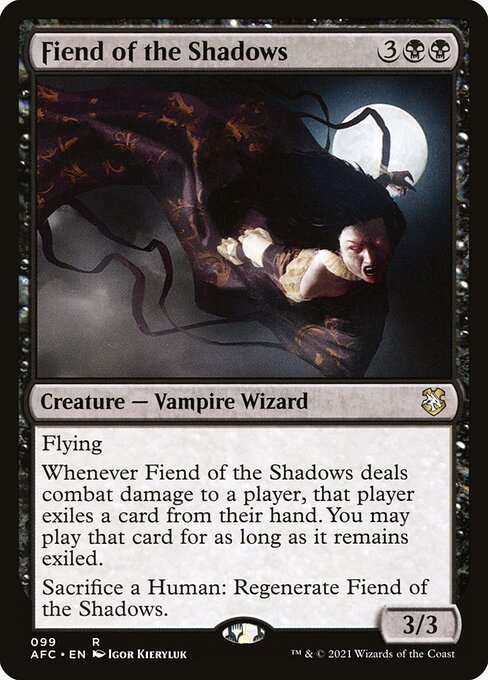 Fiend of the Shadows 3
Creature — Vampire Wizard
Flying
Whenever Fiend of the Shadows deals
combat damage to a player, that player
exiles a card from their hand. You may
play that card for as long as it remains
exiled.
Sacrifice a Human: Regenerate Fiend of
the Shadows.
3/3
099 R
AFC • EN Igor Kieryluk
™ & © 2021 Wizards of the Coast